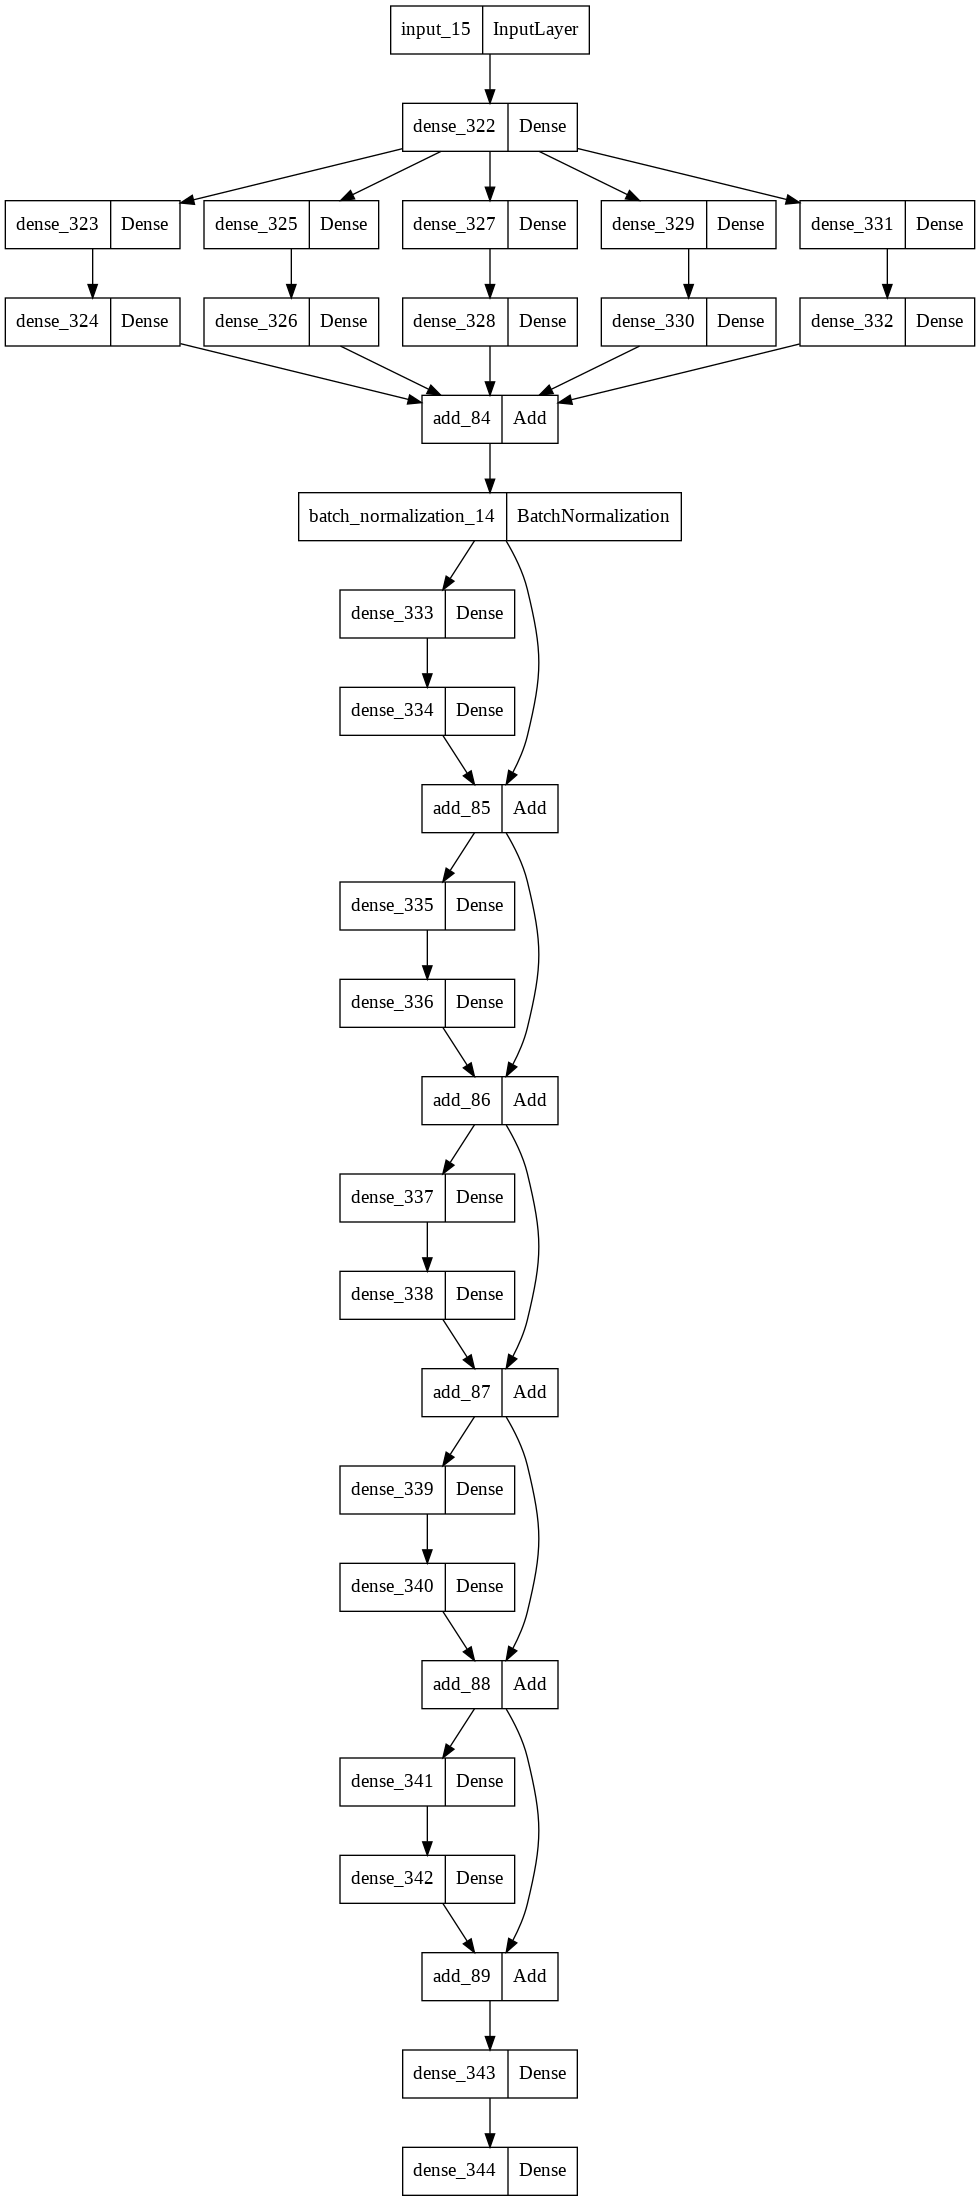 input_15 InputLayer
dense_322 Dense
dense_323 Dense dense_325 Dense dense_327 Dense dense_329 Dense dense_331 Dense
dense_324 Dense dense_326 Dense dense_328 Dense dense_330 Dense dense_332 Dense
add_84 Add
batch_normalization_14 BatchNormalization
dense_333 Dense
dense_334 Dense
add_85 Add
dense_335 Dense
dense_336 Dense
add_86 Add
dense_337 Dense
dense_338 Dense
add_87 Add
dense_339 Dense
dense_340 Dense
add_88 Add
dense_341 Dense
dense_342 Dense
add_89 Add
dense_343 Dense
dense_344 Dense